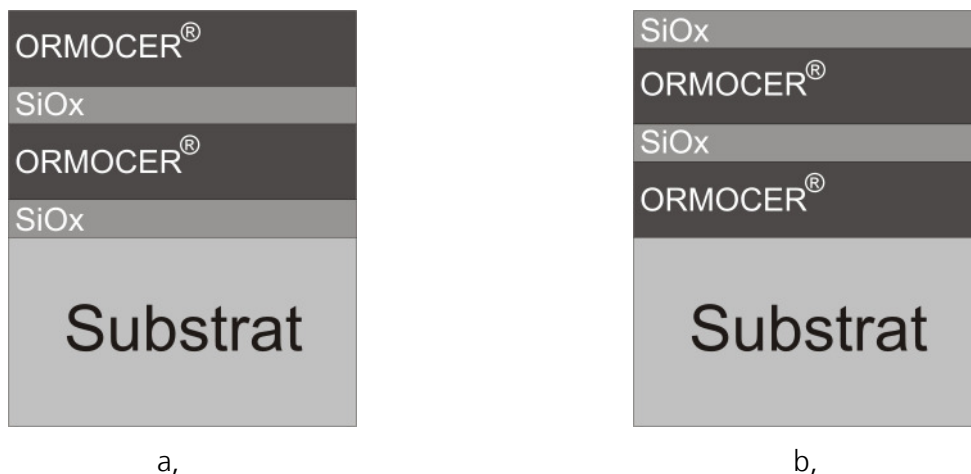 ORMOCER®
SiOx
ORMOCER®
SiOx
Substrat
a,
SiOx
ORMOCER®
SiOx
ORMOCER®
Substrat
b,